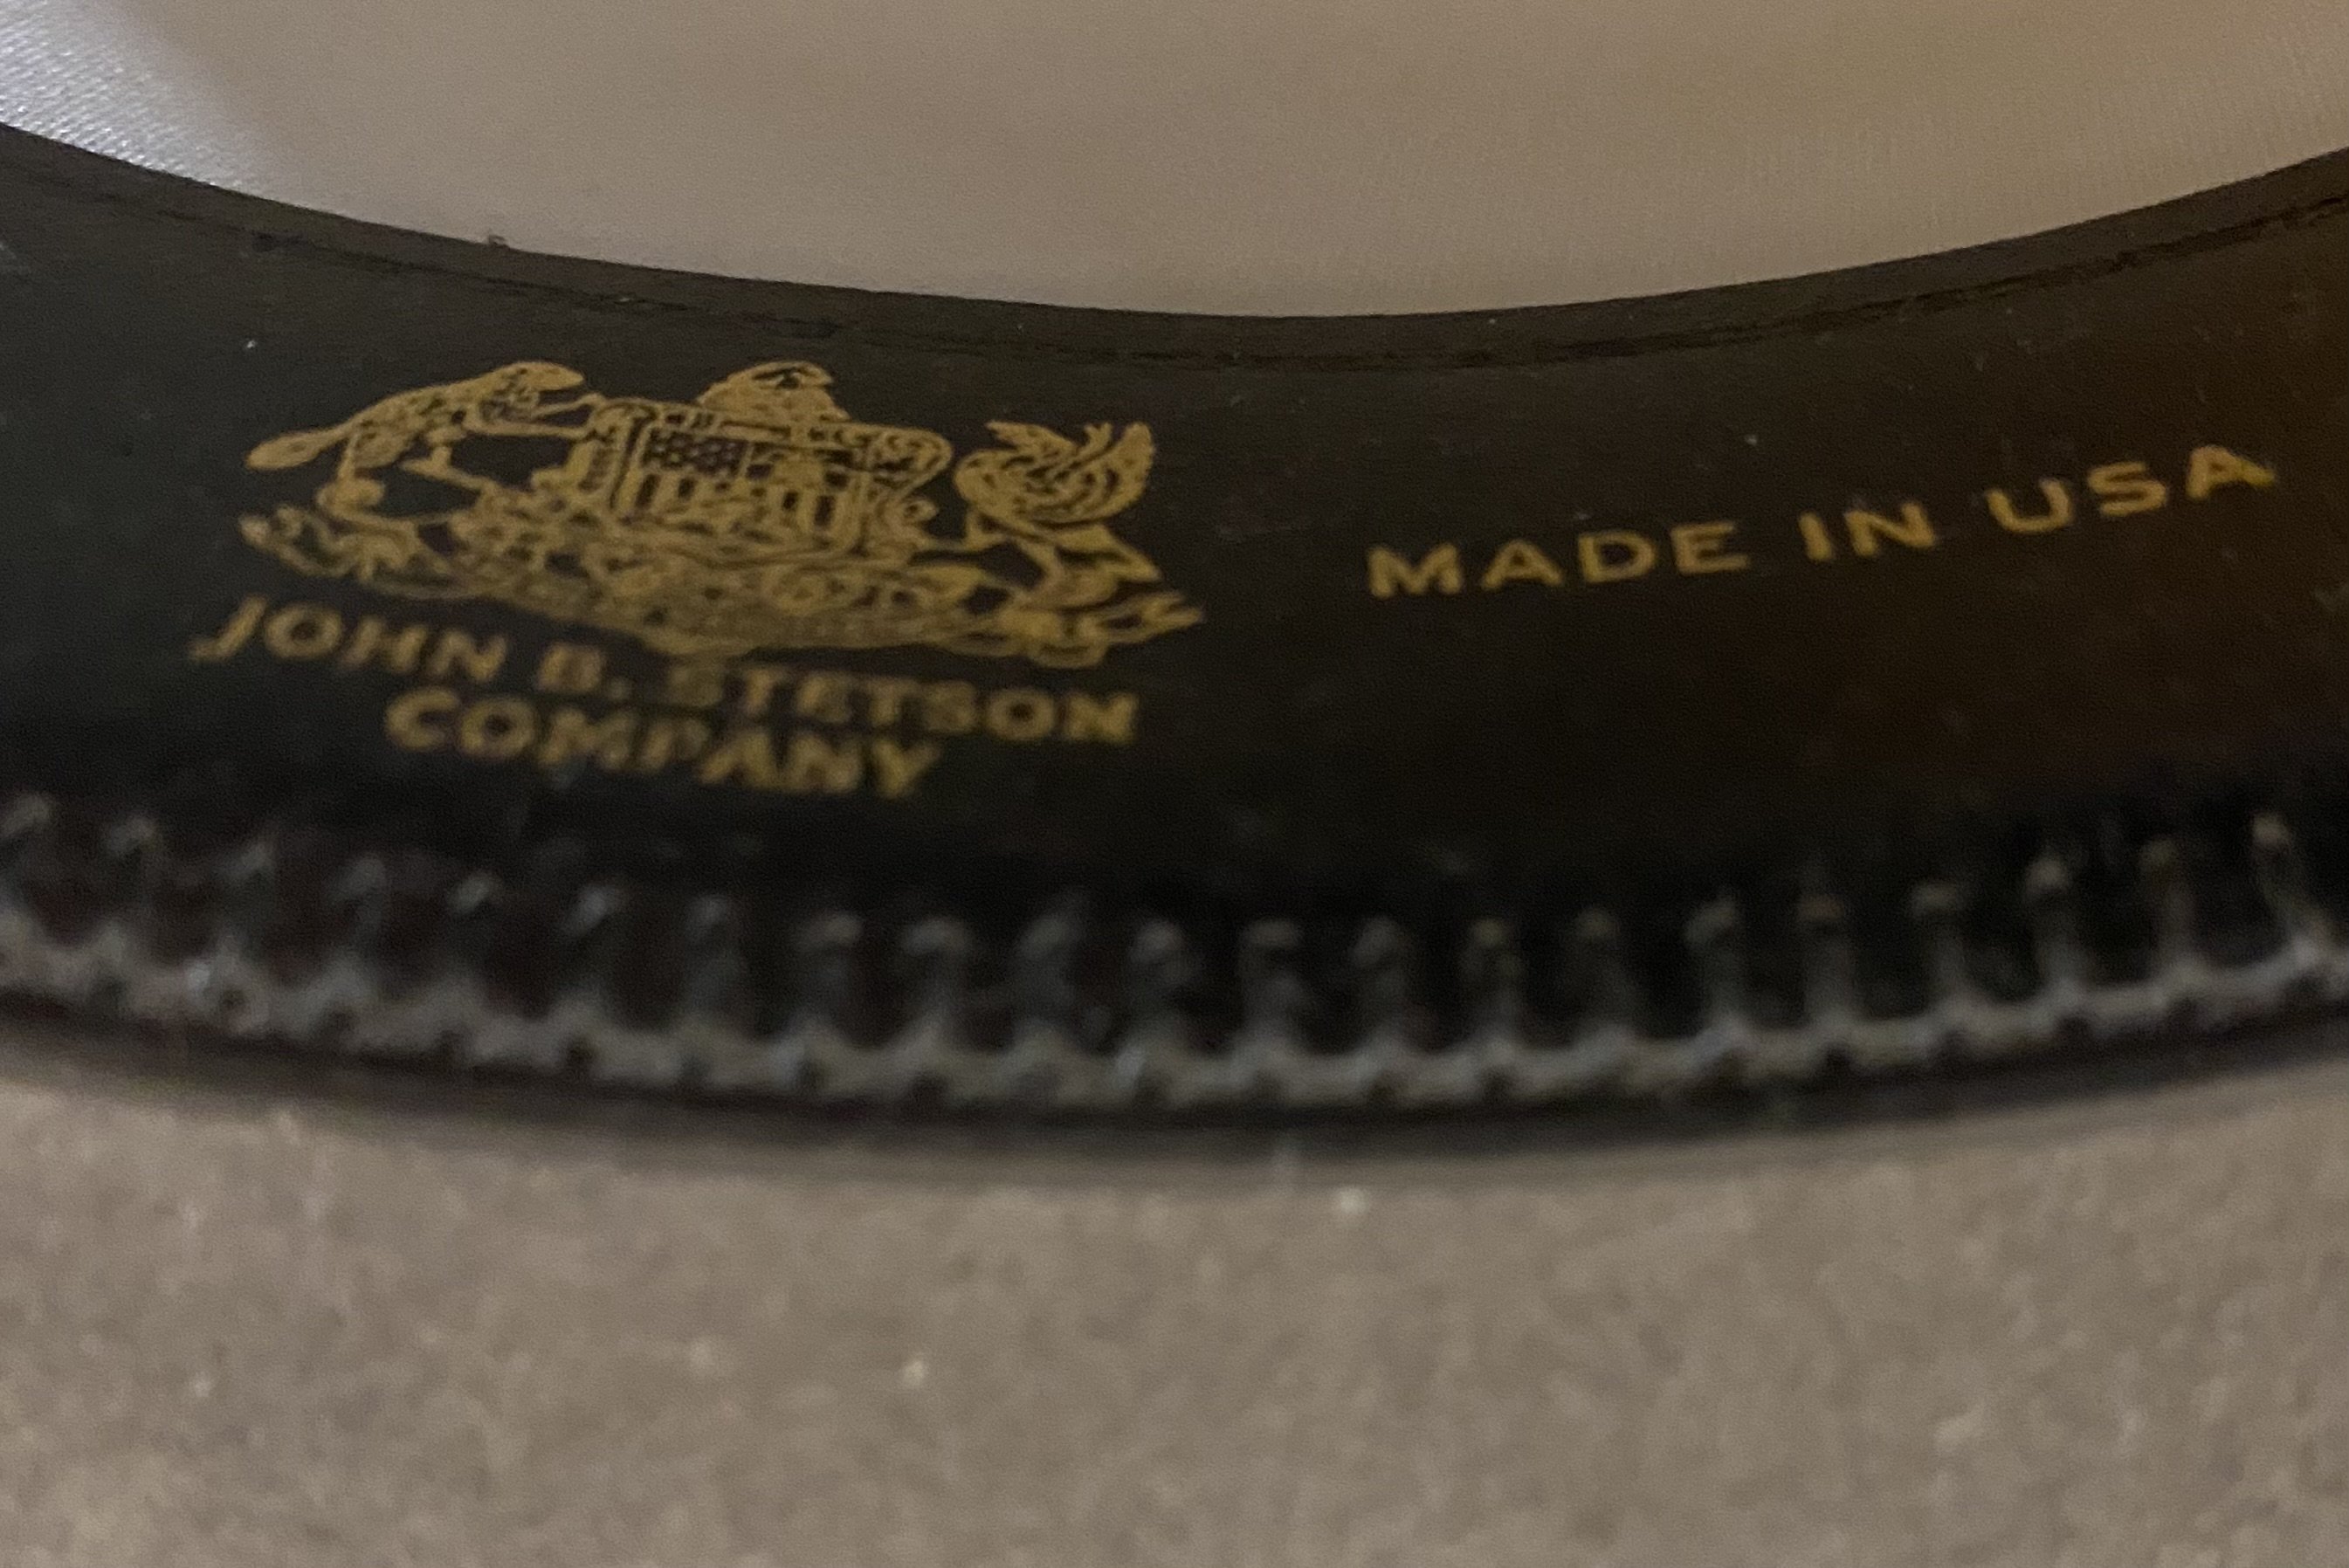 JOHN B. STETSON
COMPANY
MADE IN USA